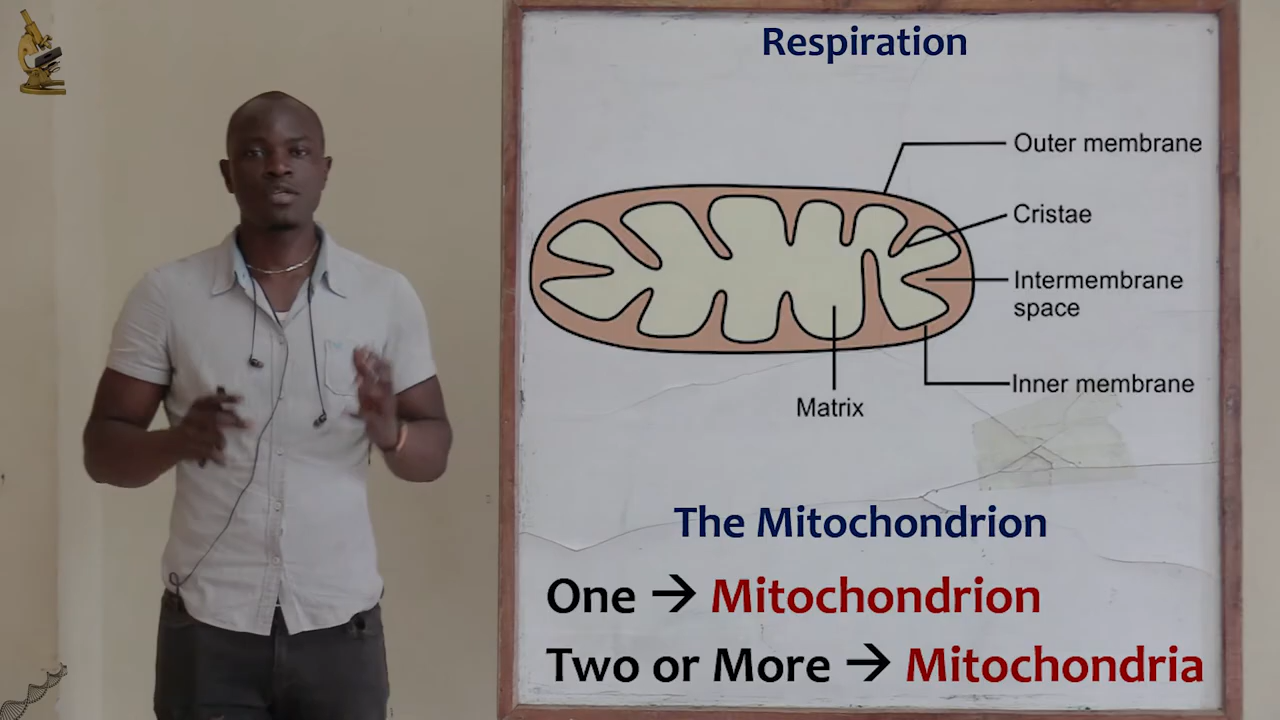 Respiration
Outer membrane
Cristae
Intermembrane
space
Inner membrane
Matrix
The Mitochondrion
One → Mitochondrion
Two or More → Mitochondria